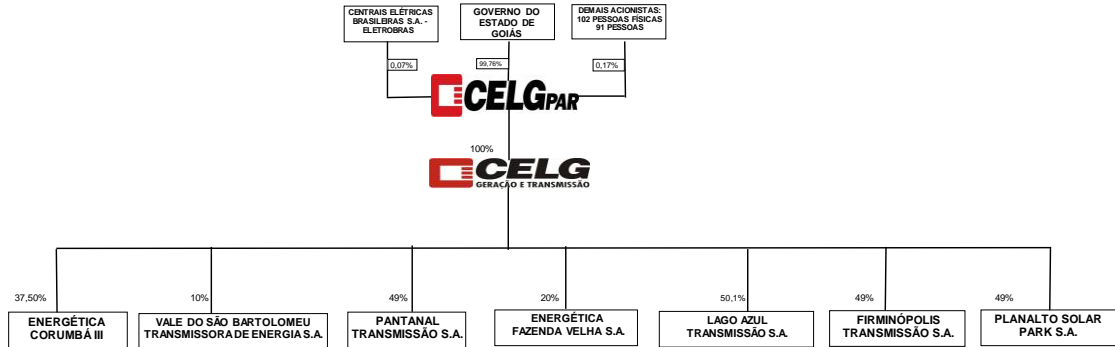 CENTRAIS ELÉTRICAS
BRASILEIRAS S.A. -
ELETROBRAS
GOVERNO DO
ESTADO DE
GOIÁS
DEMAIS ACIONISTAS:
102 PESSOAS FÍSICAS
91 PESSOAS
0,07%
99,76%
0,17%
CELGPAR
100%
CELG
GERAÇÃO E TRANSMISSÃO
37,50%
10%
49%
20%
50,1%
49%
49%
ENERGÉTICA
CORUMBÁ III
VALE DO SÃO BARTOLOMEU
TRANSMISSORA DE ENERGIA S.A.
PANTANAL
TRANSMISSÃO S.A.
ENERGÉTICA
FAZENDA VELHA S.A.
LAGO AZUL
TRANSMISSÃO S.A.
FIRMINÓPOLIS
TRANSMISSÃO S.A.
PLANALTO SOLAR
PARK S.A.